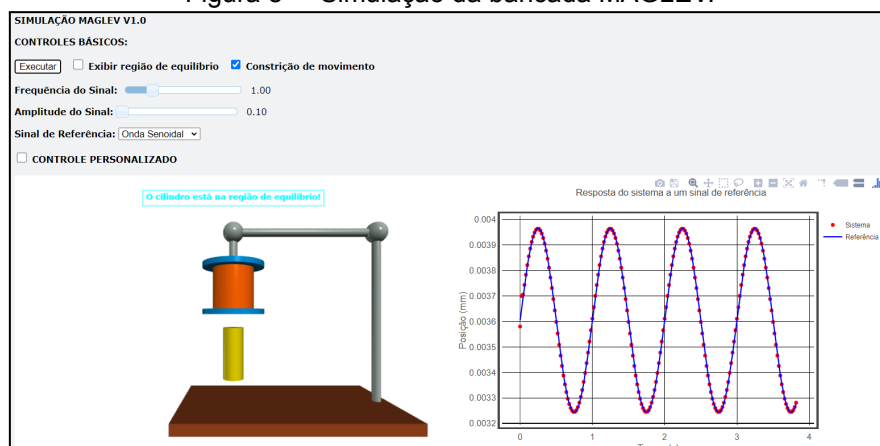 SIMULAÇÃO MAGLEV V1.0
CONTROLES BÁSICOS:
Executar Exibir região de equilíbrio Constrição de movimento
Frequência do Sinal: 1.00
Amplitude do Sinal: 0.10
Sinal de Referência: Onda Senoidal
CONTROLE PERSONALIZADO
O cilindro está na região de equilíbrio!
Resposta do sistema a um sinal de referência
Posição (mm)
0.004
0.0039
0.0038
0.0037
0.0036
0.0035
0.0034
0.0033
0.0032
0 1 2 3 4
Sistema
Referência